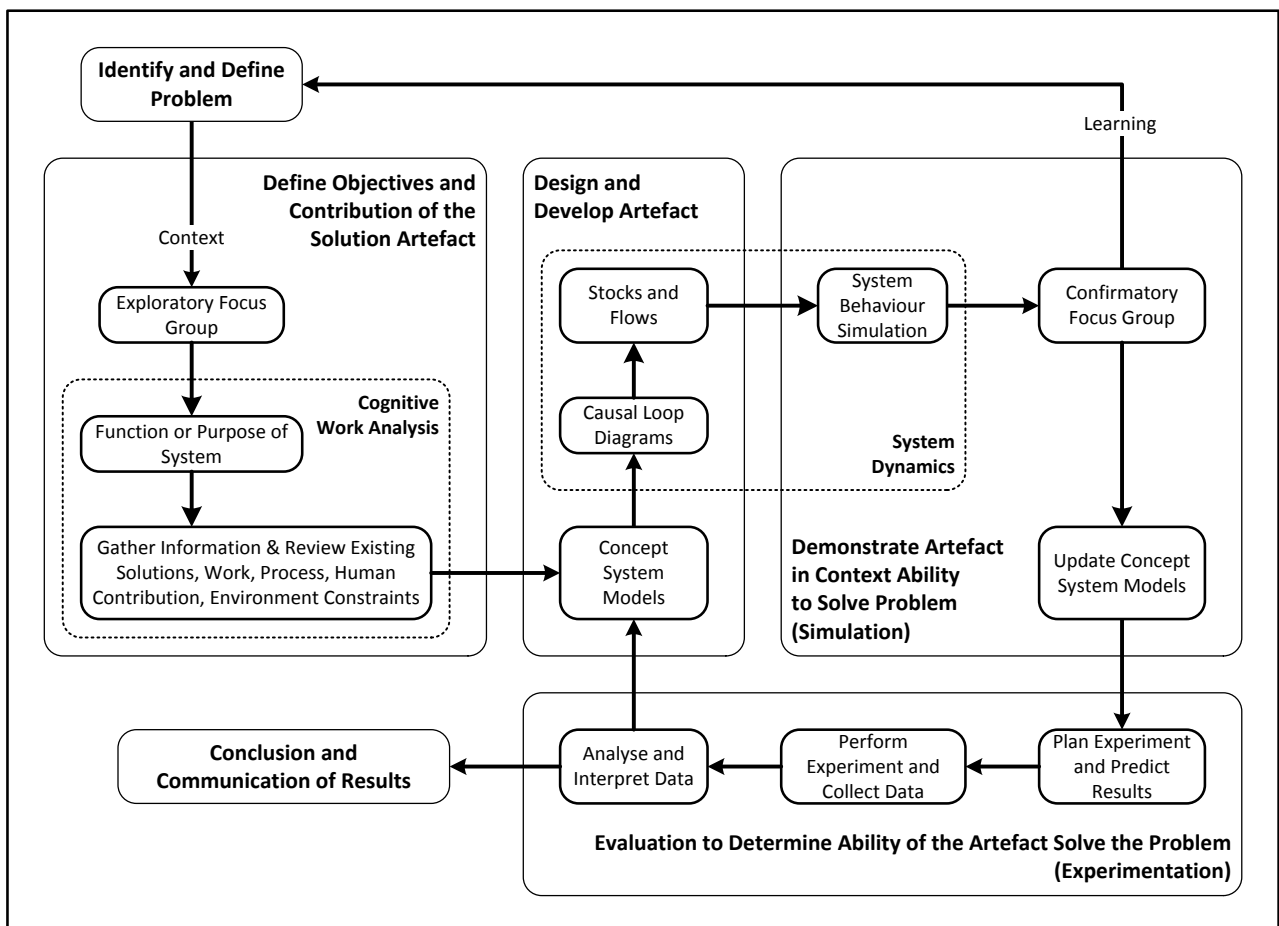 Identify and Define
Problem
Learning
Context
Define Objectives and
Contribution of the
Solution Artefact
Exploratory Focus
Group
Cognitive
Work Analysis
Function or Purpose of
System
Gather Information & Review Existing
Solutions, Work, Process, Human
Contribution, Environment Constraints
Design and
Develop Artefact
Stocks and
Flows
System
Behaviour
Simulation
Causal Loop
Diagrams
System
Dynamics
Concept
System
Models
Confirmatory
Focus Group
Demonstrate Artefact
in Context Ability
to Solve Problem
(Simulation)
Update Concept
System Models
Conclusion and
Communication of Results
Analyse and
Interpret Data
Perform
Experiment and
Collect Data
Plan Experiment
and Predict
Results
Evaluation to Determine Ability of the Artefact Solve the Problem
(Experimentation)